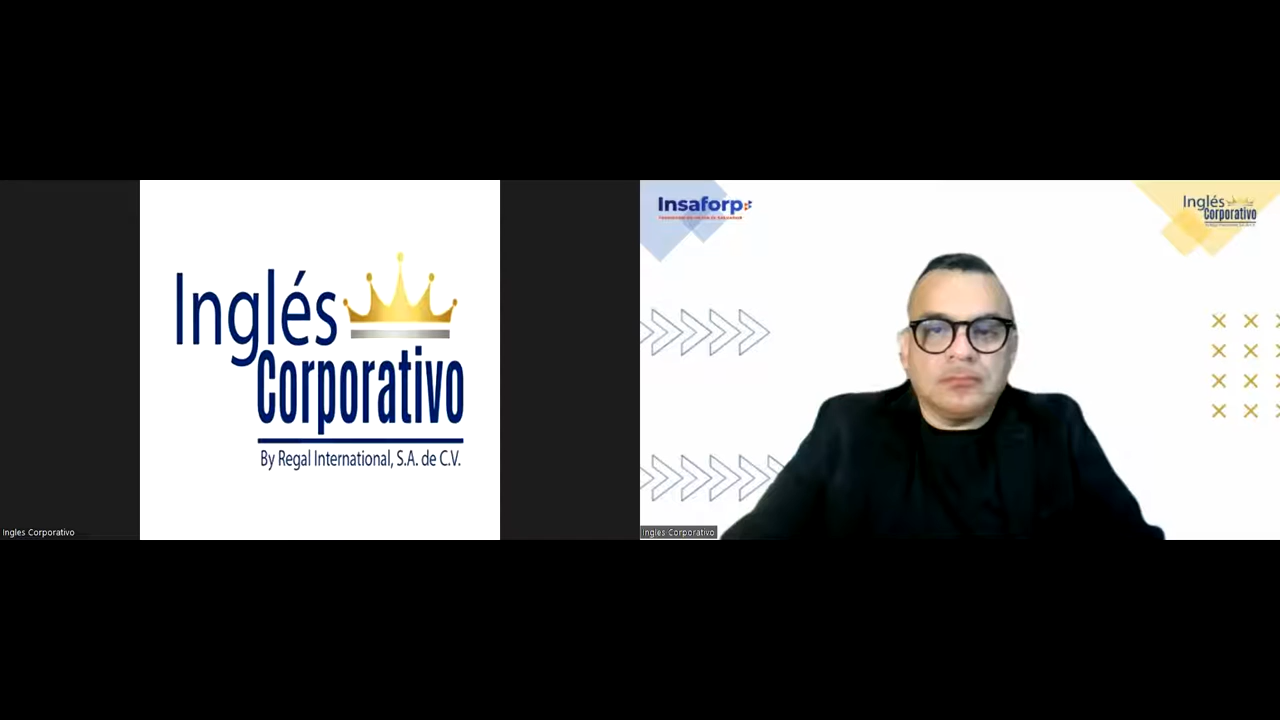 Inglés
Corporativo
By Regal International, S.A. de C.V.
Ingles Corporativo
Insaforp
Inglés
Corporativo
Ingles Corporativo